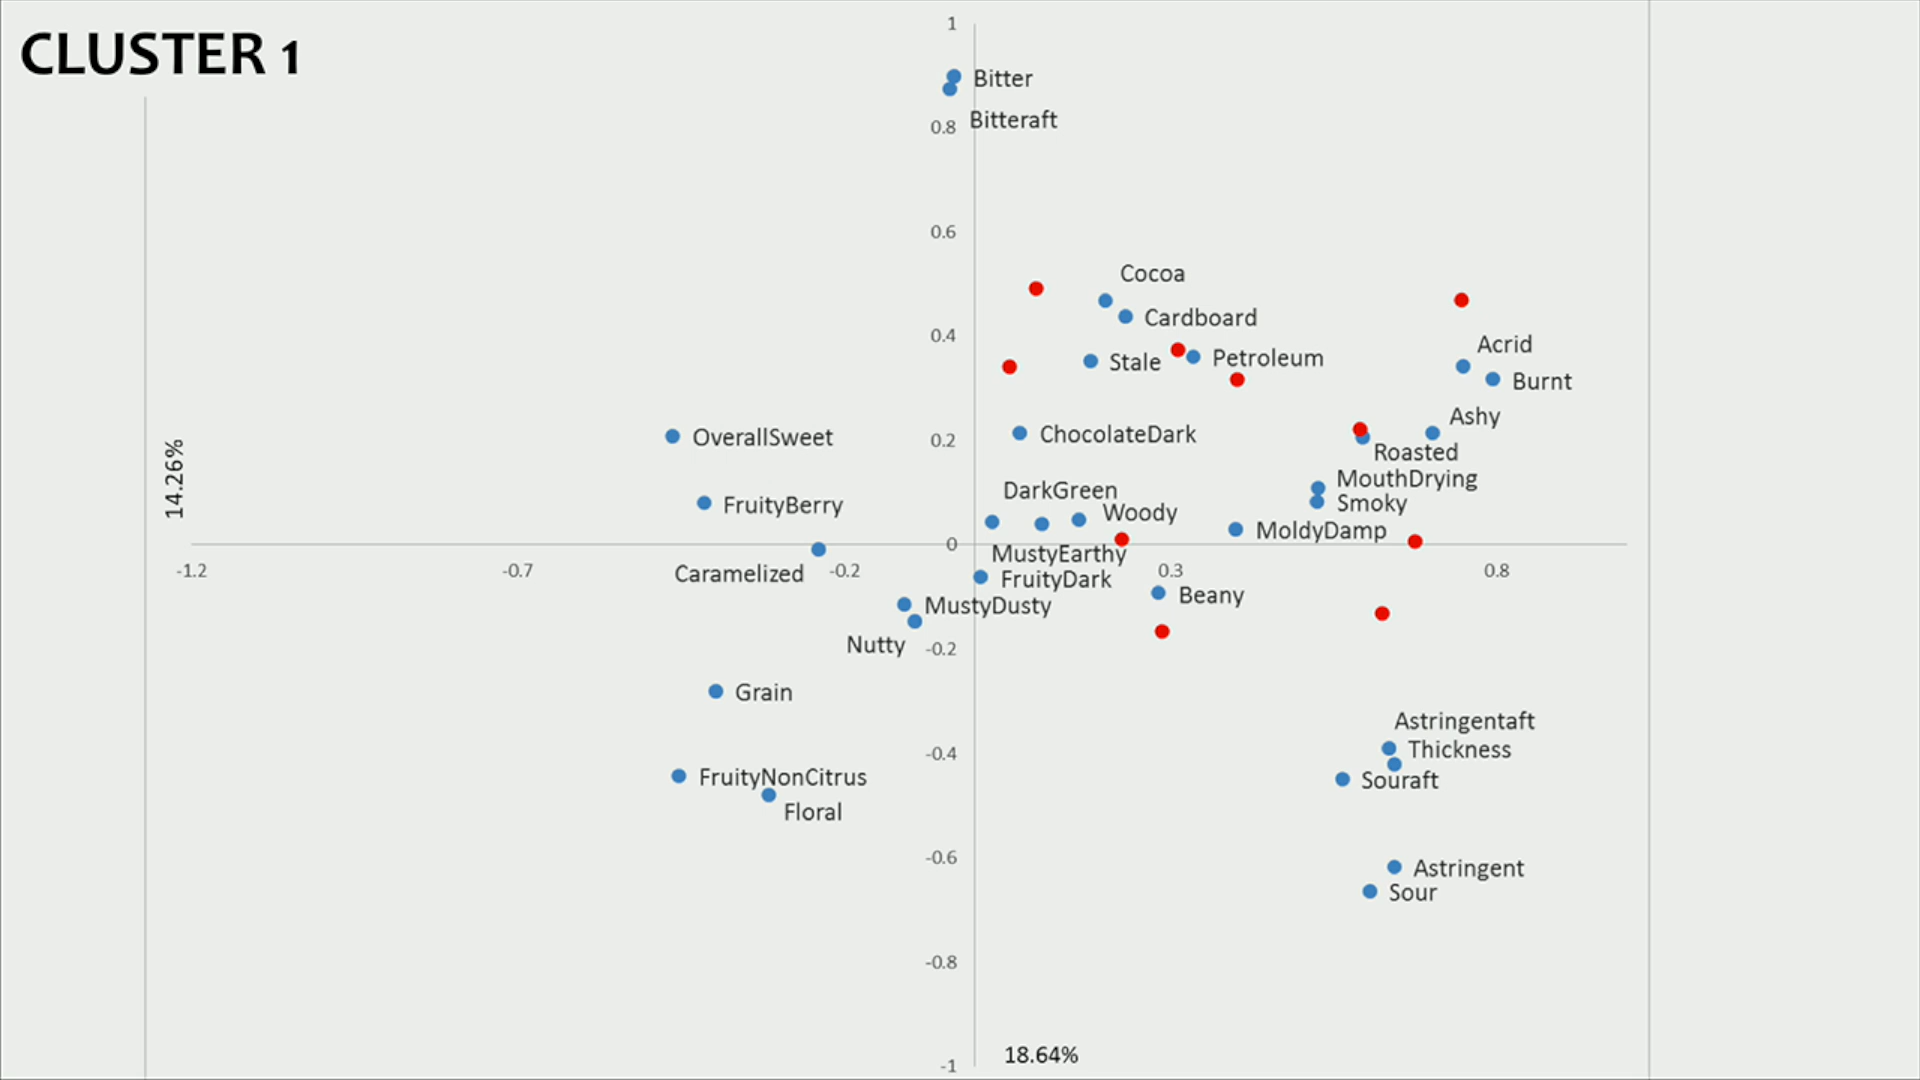 CLUSTER 1
1
Bitter
Bitteraft
0.8
0.6
Cocoa
Cardboard
0.4
Acrid
Stale
Petroleum
Burnt
Ashy
OverallSweet
0.2
ChocolateDark
Roasted
14.26%
MouthDrying
DarkGreen
FruityBerry
Woody
Smoky
MoldyDamp
0
MustyEarthy
-1.2
-0.7
Caramelized
-0.2
FruityDark
0.3
0.8
Beany
MustyDusty
Nutty
-0.2
Grain
Astringentaft
Thickness
-0.4
FruityNonCitrus
Souraft
Floral
-0.6
Astringent
Sour
-0.8
18.64%
-1